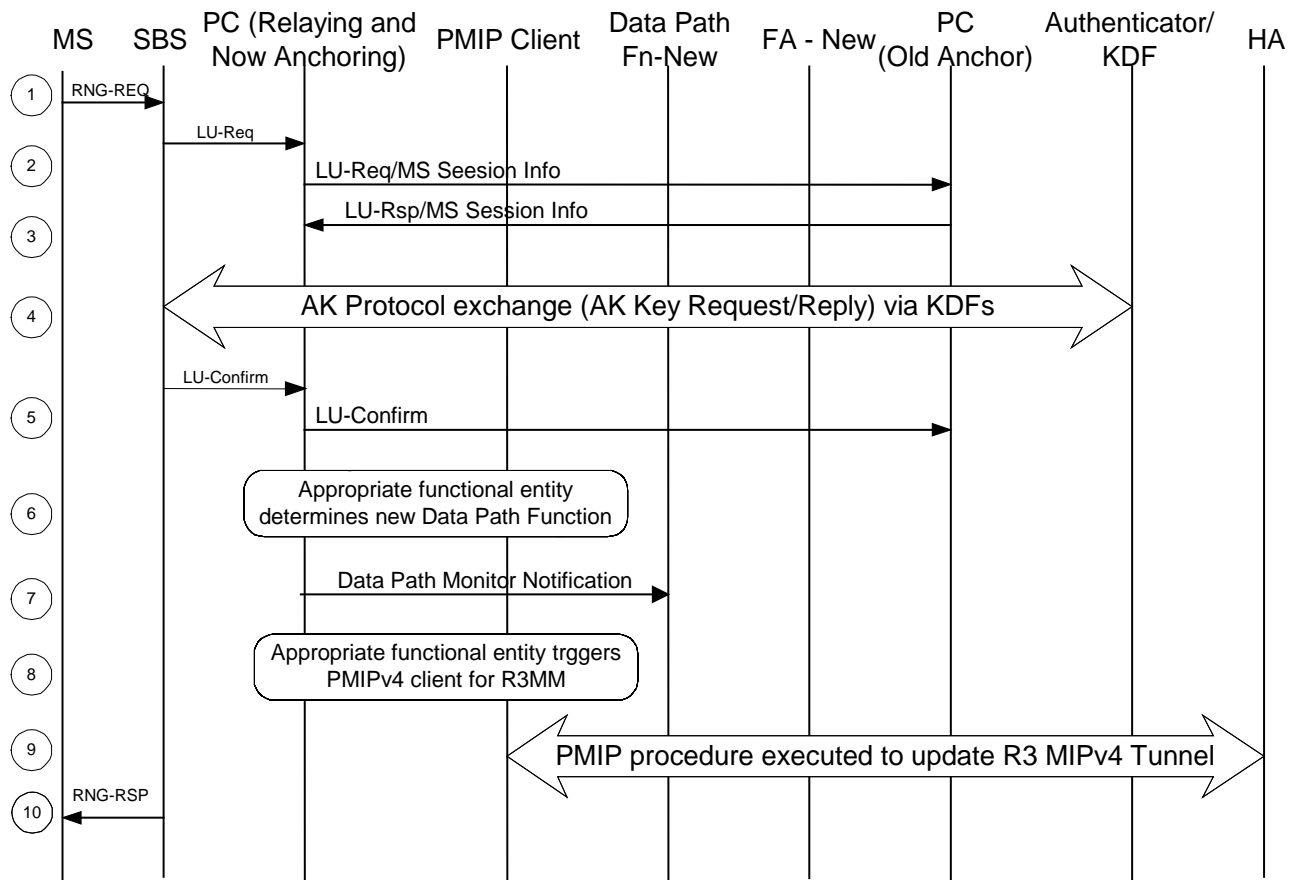 MS
SBS
PC (Relaying and
Now Anchoring)
PMIP Client
Data Path
Fn-New
FA - New
PC
(Old Anchor)
Authenticator/
KDF
HA
1
RNG-REQ
LU-Req
2
LU-Req/MS Seesion Info
LU-Rsp/MS Session Info
3
4
AK Protocol exchange (AK Key Request/Reply) via KDFs
LU-Confirm
5
LU-Confirm
6
Appropriate functional entity
determines new Data Path Function
7
Data Path Monitor Notification
8
Appropriate functional entity trggers
PMIPv4 client for R3MM
9
PMIP procedure executed to update R3 MIPv4 Tunnel
10
RNG-RSP